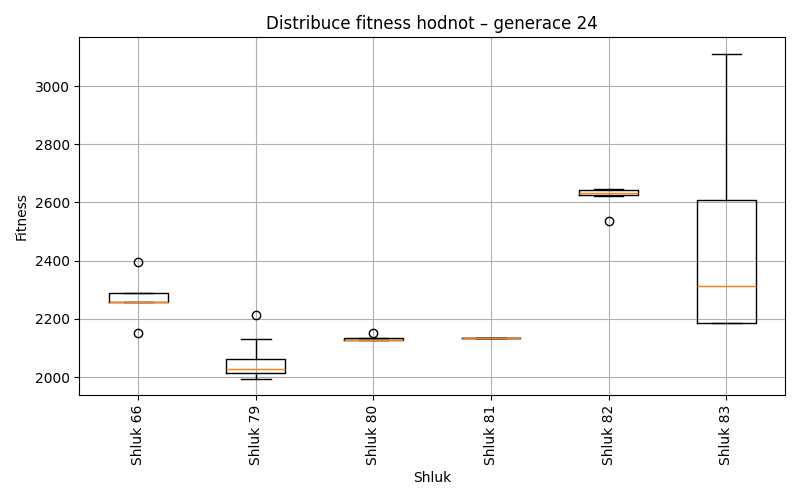 Distribuce fitness hodnot – generace 24
Fitness
3000
2800
2600
2400
2200
2000
Shluk 66
Shluk 79
Shluk 80
Shluk 81
Shluk 82
Shluk 83
Shluk